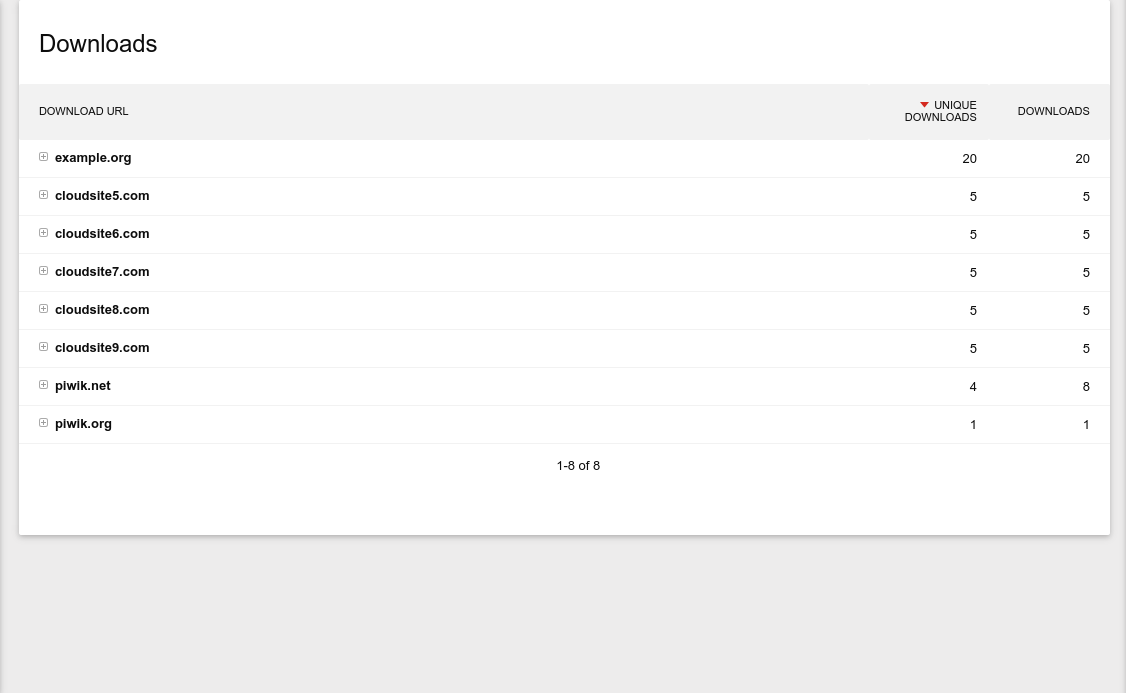 Downloads
DOWNLOAD URL UNIQUE DOWNLOADS DOWNLOADS
example.org 20 20
cloudsite5.com 5 5
cloudsite6.com 5 5
cloudsite7.com 5 5
cloudsite8.com 5 5
cloudsite9.com 5 5
piwik.net 4 8
piwik.org 1 1
1-8 of 8